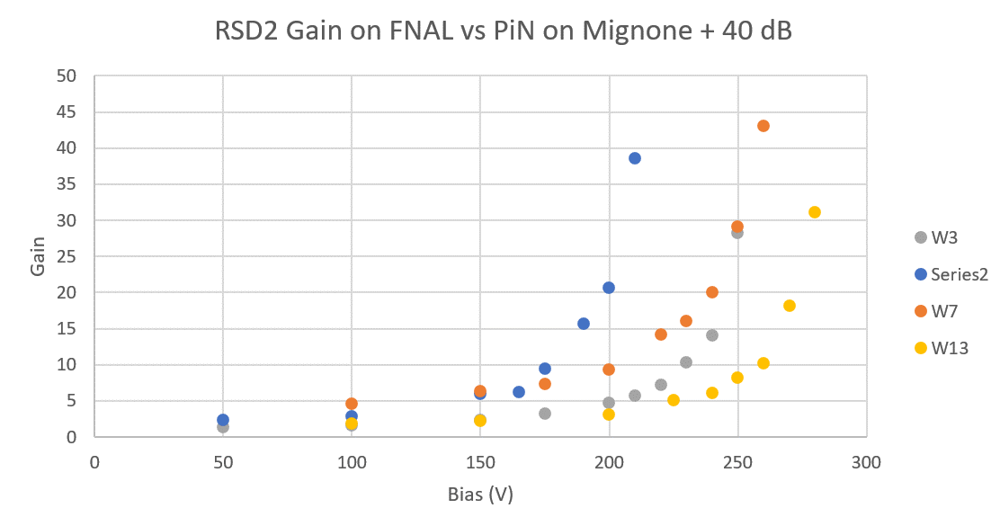 RSD2 Gain on FNAL vs PiN on Mignone + 40 dB
50
45
40
35
30
25
20
15
10
5
0
Gain
0 50 100 150 200 250 300
Bias (V)
W3
Series2
W7
W13